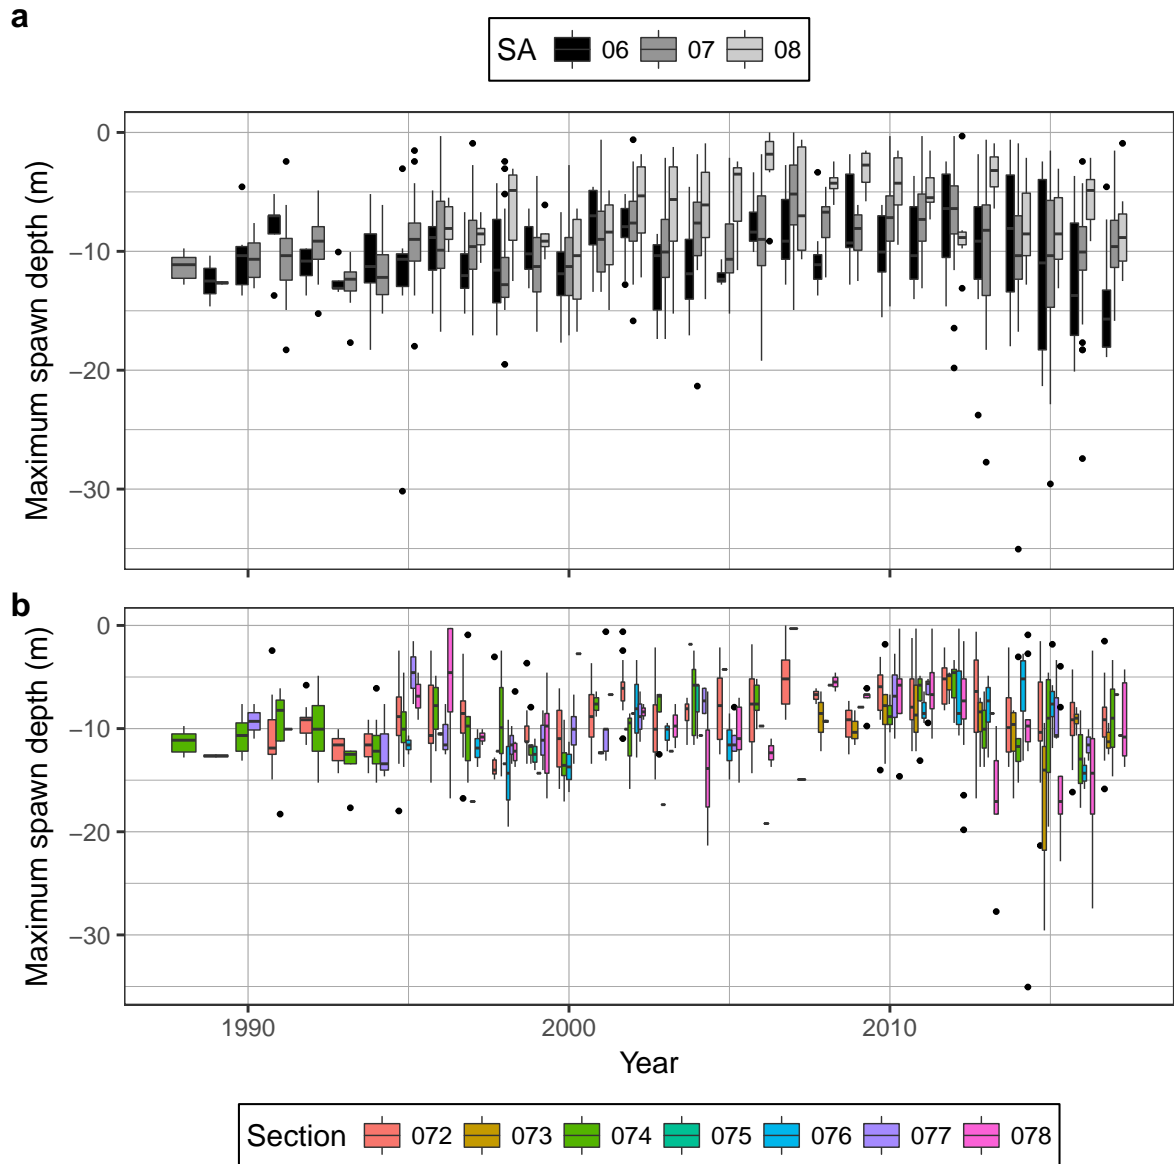 a
SA 06 07 08
Maximum spawn depth (m)
0
−10
−20
−30
b
Maximum spawn depth (m)
0
−10
−20
−30
1990 2000 2010
Year
Section 072 073 074 075 076 077 078